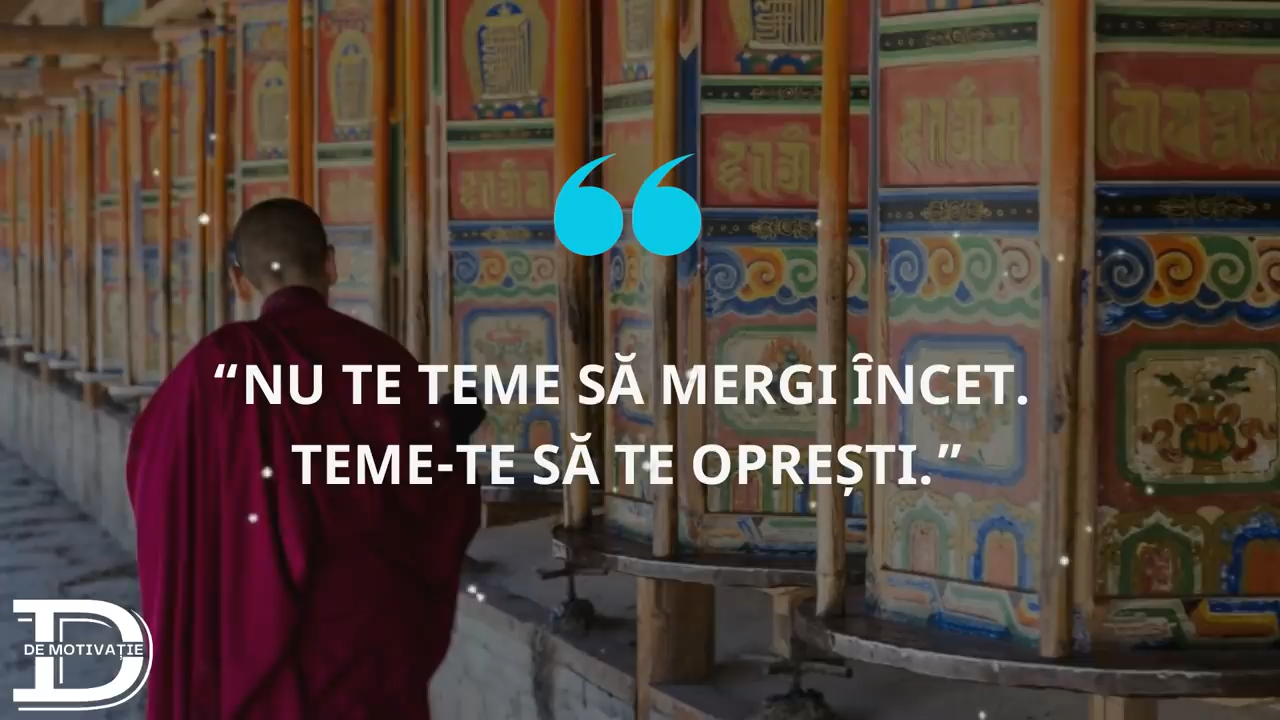 “NU TE TEME SĂ MERGI ÎNCET.
TEME-TE SĂ TE OPREȘTI.”
D
DE MOTIVAȚIE